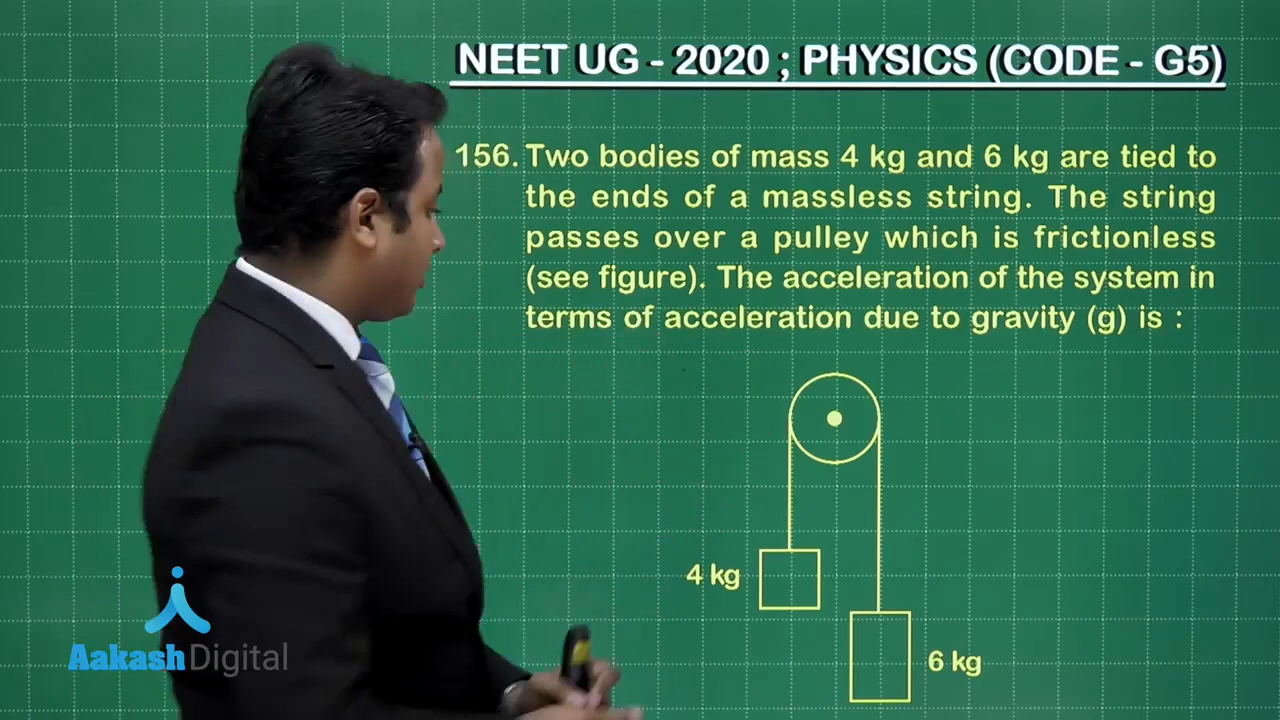 NEET UG - 2020 ; PHYSICS (CODE - G5)
156. Two bodies of mass 4 kg and 6 kg are tied to
the ends of a massless string. The string
passes over a pulley which is frictionless
(see figure). The acceleration of the system in
terms of acceleration due to gravity (g) is :
4 kg
6 kg
Aakash Digital